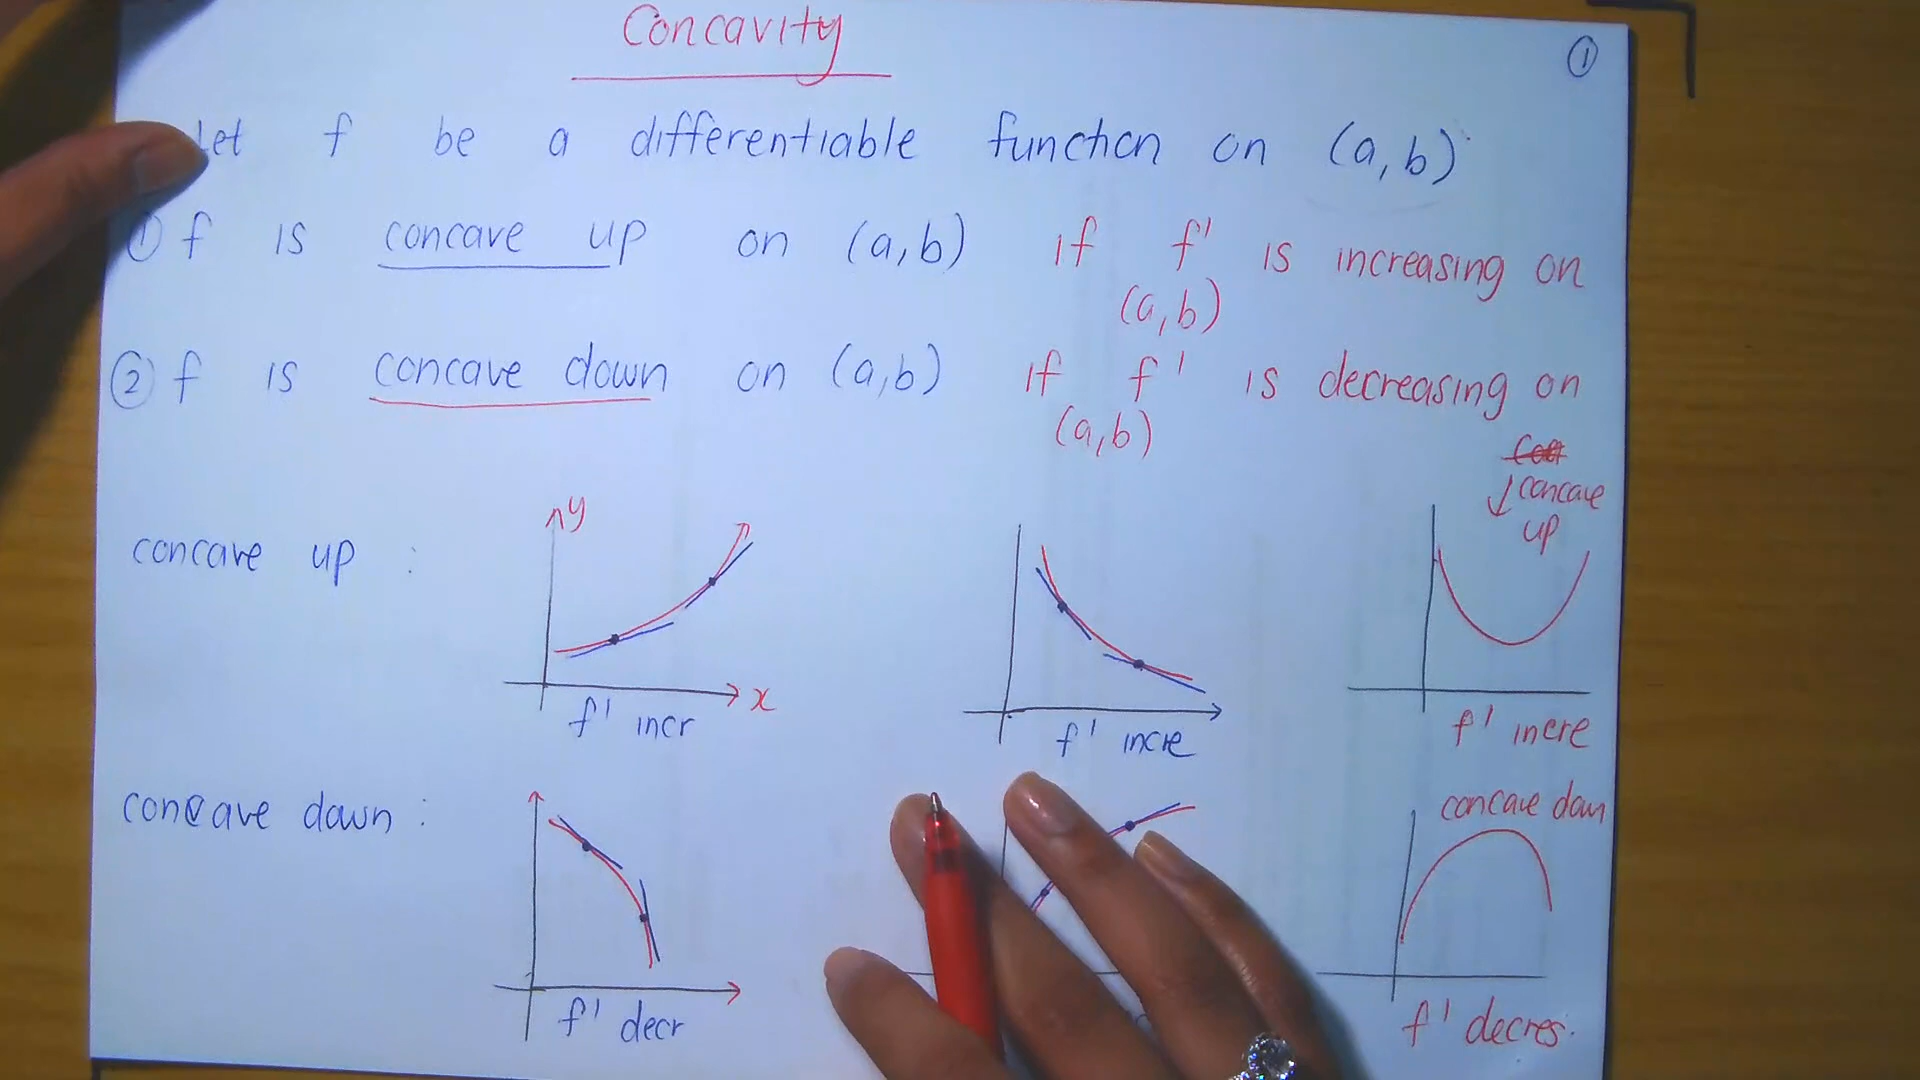 Concavity
①
Let f be a differentiable function on (a,b).
① f is concave up on (a,b) if f' is increasing on
(a,b)
② f is concave down on (a,b) if f' is decreasing on
(a,b)
concave
up
concave up :
y
x
f' incr
f' incre
f' incre
concave down :
concave down
f' decr
f' decres.